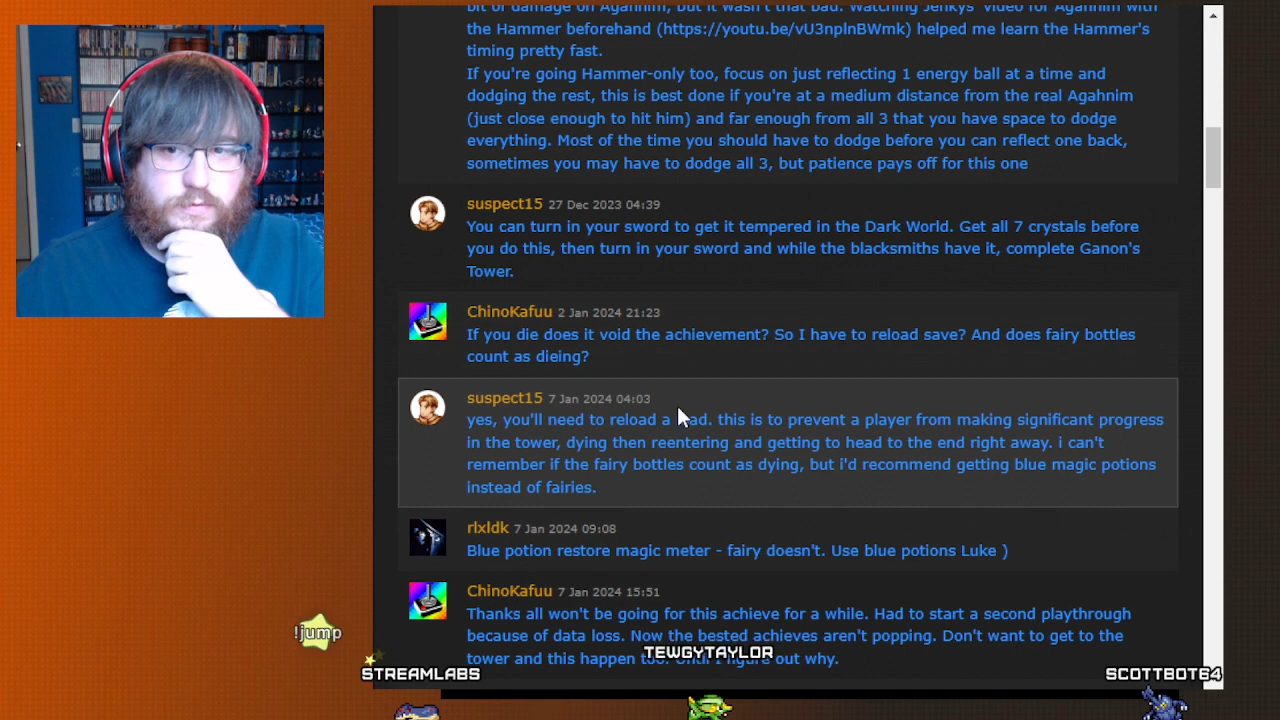 bit of damage on Agahnim, but it wasn't that bad. Watching Jenkys' video for Agahnim with
the Hammer beforehand (https://youtu.be/vU3nplnBWmk) helped me learn the Hammer's
timing pretty fast.
If you're going Hammer-only too, focus on just reflecting 1 energy ball at a time and
dodging the rest, this is best done if you're at a medium distance from the real Agahnim
(just close enough to hit him) and far enough from all 3 that you have space to dodge
everything. Most of the time you should have to dodge before you can reflect one back,
sometimes you may have to dodge all 3, but patience pays off for this one
suspect15 27 Dec 2023 04:39
You can turn in your sword to get it tempered in the Dark World. Get all 7 crystals before
you do this, then turn in your sword and while the blacksmiths have it, complete Ganon's
Tower.
ChinoKafuu 2 Jan 2024 21:23
If you die does it void the achievement? So I have to reload save? And does fairy bottles
count as dieing?
suspect15 7 Jan 2024 04:03
yes, you'll need to reload a ad. this is to prevent a player from making significant progress
in the tower, dying then reentering and getting to head to the end right away. i can't
remember if the fairy bottles count as dying, but i'd recommend getting blue magic potions
instead of fairies.
rlxldk 7 Jan 2024 09:08
Blue potion restore magic meter - fairy doesn't. Use blue potions Luke )
ChinoKafuu 7 Jan 2024 15:51
Thanks all won't be going for this achieve for a while. Had to start a second playthrough
because of data loss. Now the bested achieves aren't popping. Don't want to get to the
tower and this happen too. Until I figure out why.
!jump
TEWGYTAYLOR
STREAMLABS
SCOTTBOT64